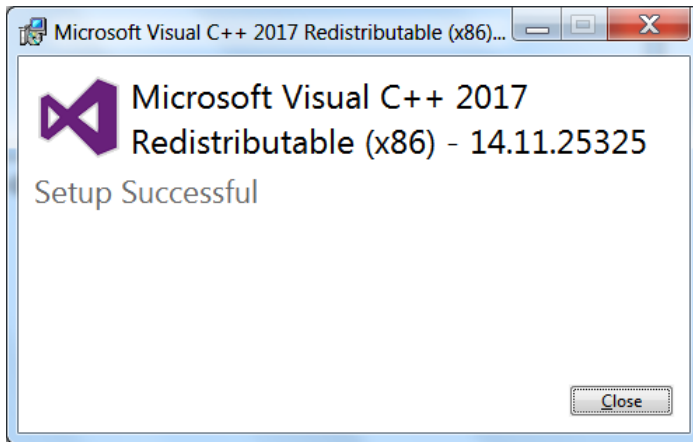 Microsoft Visual C++ 2017 Redistributable (x86)...
Microsoft Visual C++ 2017
Redistributable (x86) - 14.11.25325
Setup Successful
Close